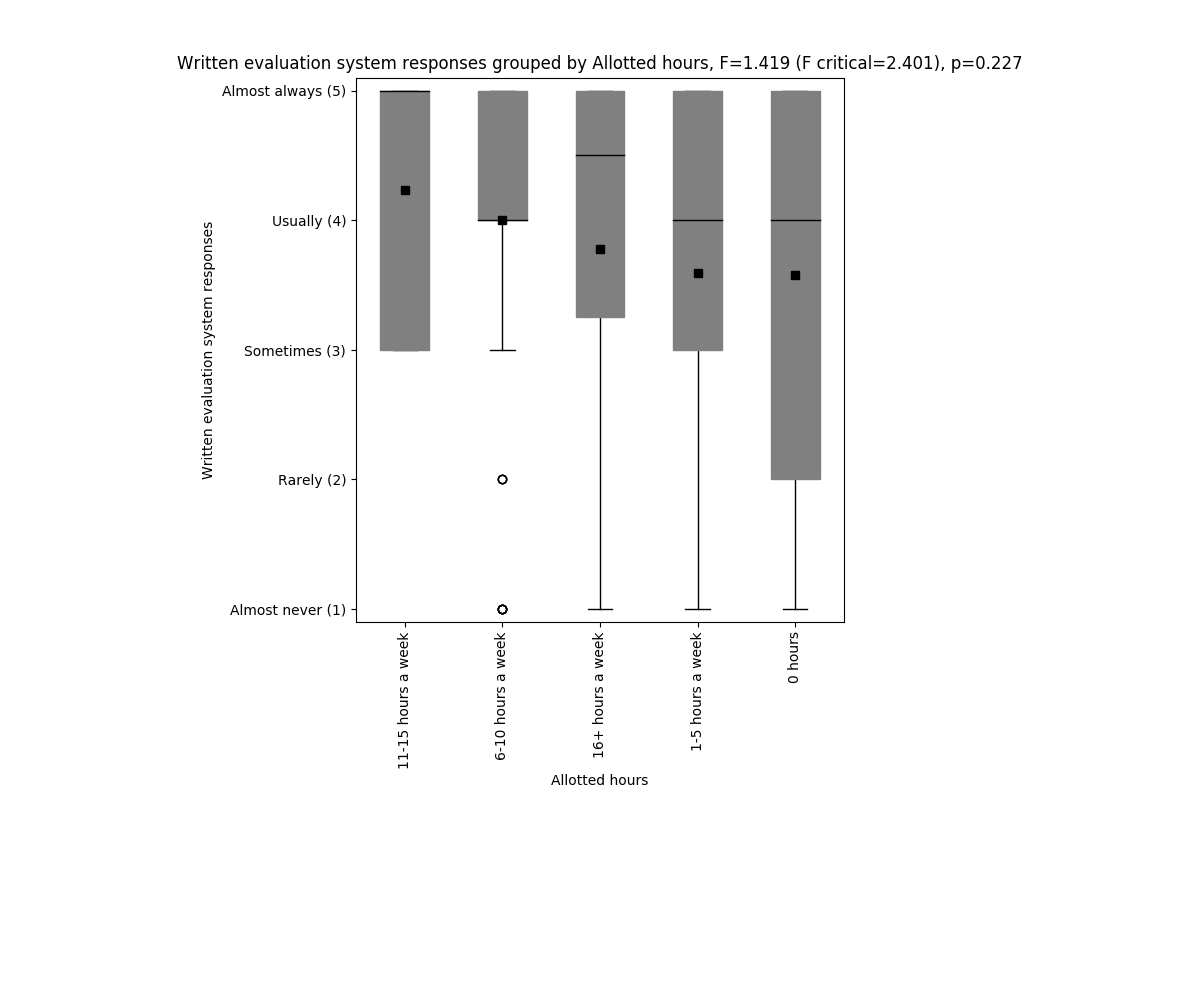 Written evaluation system responses grouped by Allotted hours, F=1.419 (F critical=2.401), p=0.227
Written evaluation system responses
Almost always (5)
Usually (4)
Sometimes (3)
Rarely (2)
Almost never (1)
11-15 hours a week
6-10 hours a week
16+ hours a week
1-5 hours a week
0 hours
Allotted hours